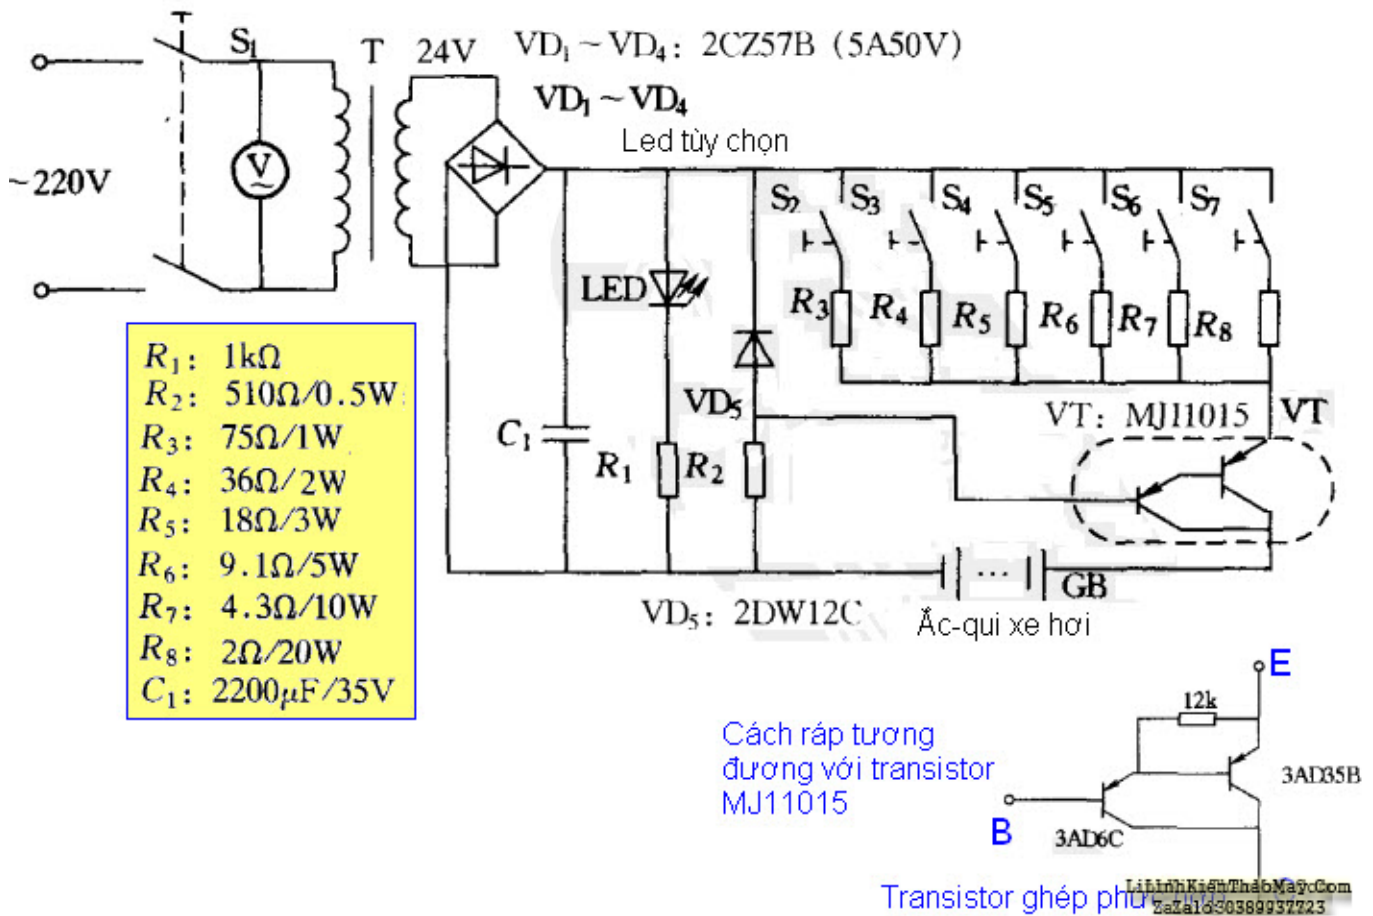 S₁ T 24V VD₁~VD₄: 2CZ57B (5A50V)
VD₁~VD₄
Led tùy chọn
~220V V
~
S₂ S₃ S₄ S₅ S₆ S₇
LED R₃ R₄ R₅ R₆ R₇ R₈
R₁: 1kΩ
R₂: 510Ω/0.5W
R₃: 75Ω/1W
R₄: 36Ω/2W
R₅: 18Ω/3W
R₆: 9.1Ω/5W
R₇: 4.3Ω/10W
R₈: 2Ω/20W
C₁: 2200μF/35V
VD₅ VT: MJ11015 VT
C₁ R₁ R₂
... GB
VD₅: 2DW12C Ắc-qui xe hơi
E
12k
Cách ráp tương
đương với transistor
MJ11015
3AD35B
B
3AD6C
Transistor ghép
LiLinhKienThaoMay.Com